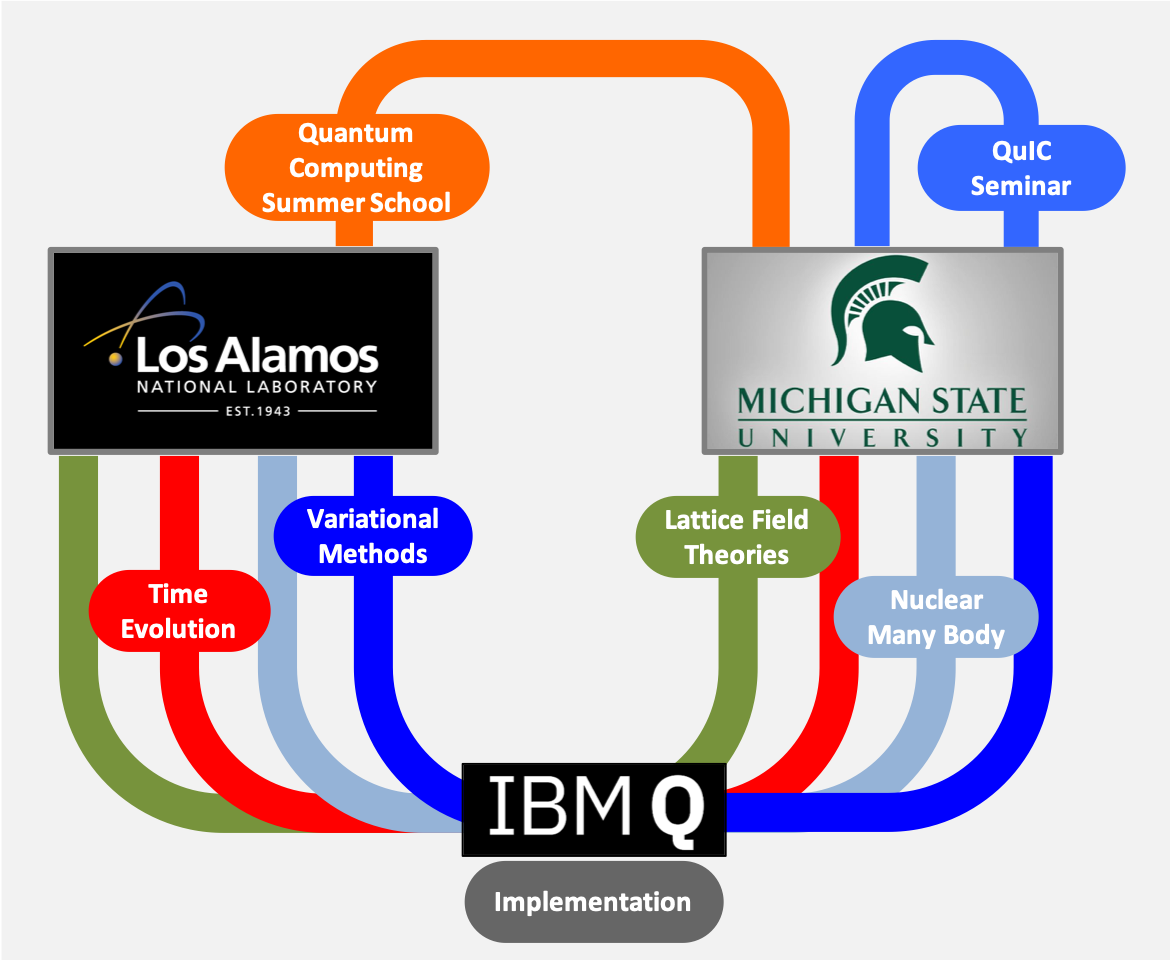 Quantum
Computing
Summer School
QuIC
Seminar
Los Alamos
NATIONAL LABORATORY
EST.1943
MICHIGAN STATE
UNIVERSITY
Variational
Methods
Lattice Field
Theories
Time
Evolution
Nuclear
Many Body
IBM Q
Implementation